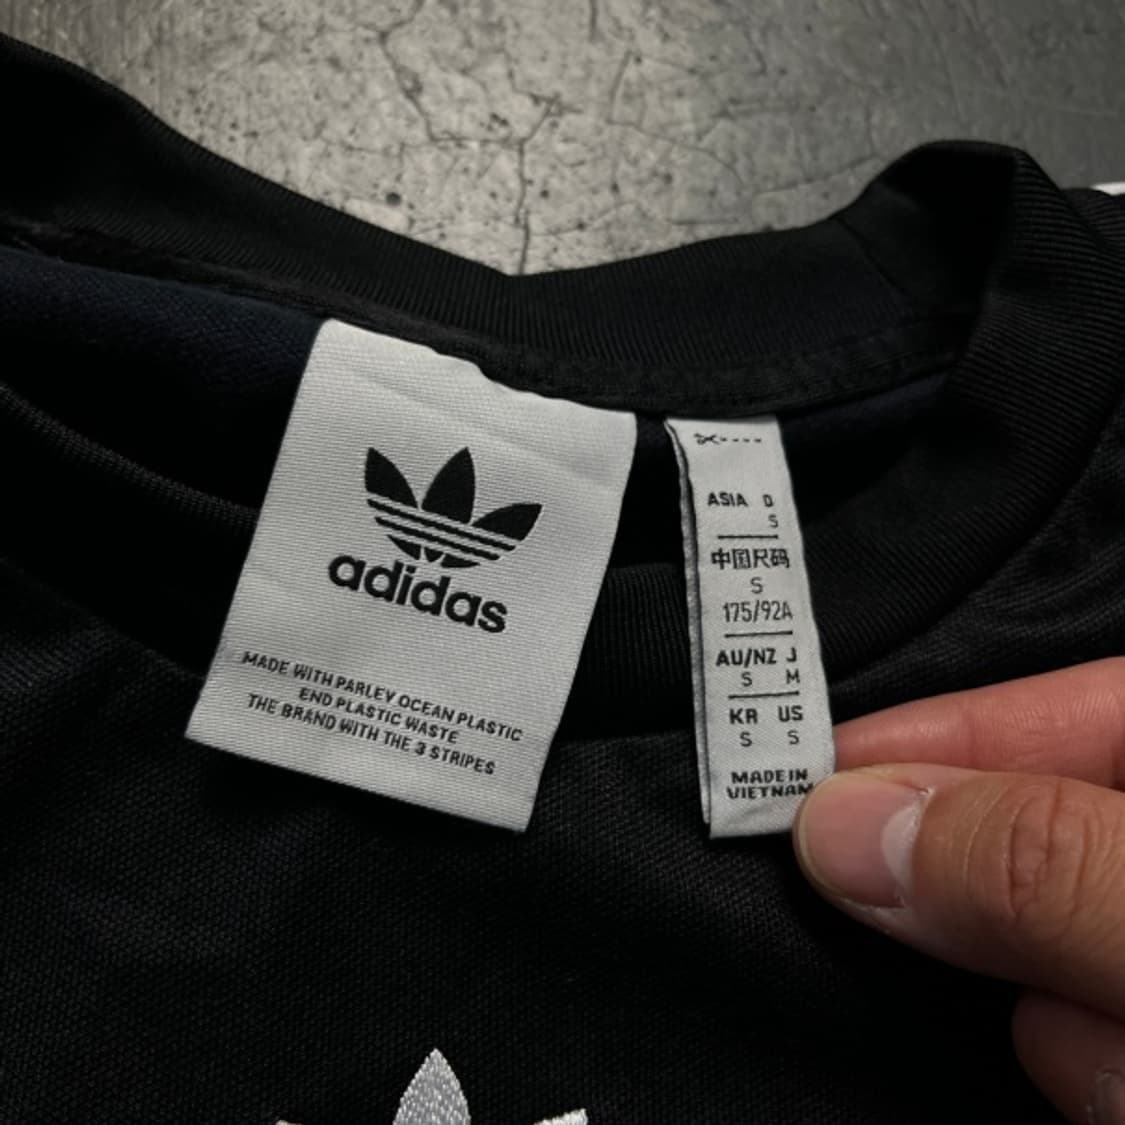 adidas
MADE WITH PARLEY OCEAN PLASTIC
END PLASTIC WASTE
THE BRAND WITH THE 3 STRIPES
ASIA D
S
中国尺码
S
175/92A
AU/NZ J
S M
KR US
S S
MADE IN
VIETNAM